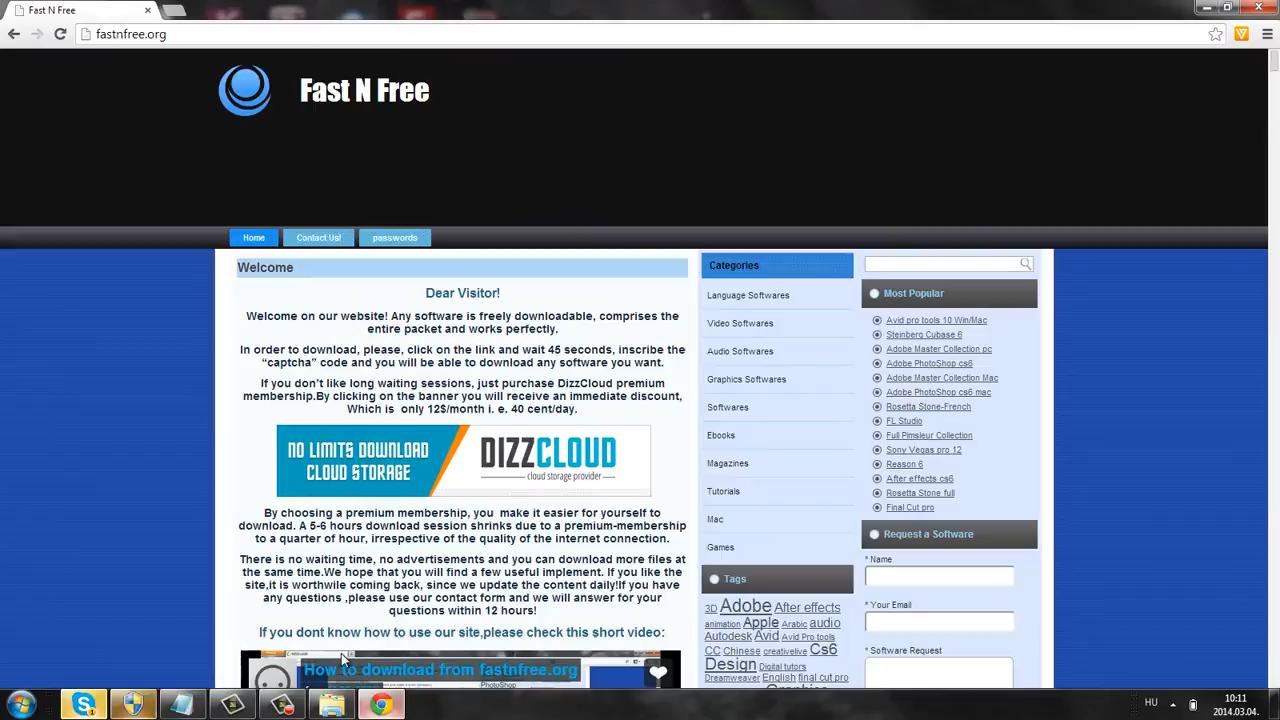 Fast N Free
fastnfree.org
Fast N Free
Home
Contact Us!
passwords
Welcome
Dear Visitor!
Welcome on our website! Any software is freely downloadable, comprises the
entire packet and works perfectly.
In order to download, please, click on the link and wait 45 seconds, inscribe the
“captcha” code and you will be able to download any software you want.
If you don’t like long waiting sessions, just purchase DizzCloud premium
membership.By clicking on the banner you will receive an immediate discount,
Which is only 12$/month i. e. 40 cent/day.
NO LIMITS DOWNLOAD
CLOUD STORAGE
DIZZCLOUD
cloud storage provider
By choosing a premium membership, you make it easier for yourself to
download. A 5-6 hours download session shrinks due to a premium-membership
to a quarter of hour, irrespective of the quality of the internet connection.
There is no waiting time, no advertisements and you can download more files at
the same time.We hope that you will find a few useful implement. If you like the
site,it is worthwile coming back, since we update the content daily!If you have
any questions ,please use our contact form and we will answer for your
questions within 12 hours!
If you dont know how to use our site,please check this short video:
How to download from fastnfree.org
PhotoShop
Categories
Language Softwares
Video Softwares
Audio Softwares
Graphics Softwares
Softwares
Ebooks
Magazines
Tutorials
Mac
Games
Tags
3D Adobe After effects
animation Apple Arabic audio
Autodesk Avid Avid Pro tools
CC Chinese creativelive Cs6
Design Digital tutors
Dreamweaver English final cut pro
Graphics
Most Popular
Avid pro tools 10 Win/Mac
Steinberg Cubase 6
Adobe Master Collection pc
Adobe PhotoShop cs6
Adobe Master Collection Mac
Adobe PhotoShop cs6 mac
Rosetta Stone-French
FL Studio
Full Pimsleur Collection
Sony Vegas pro 12
Reason 6
After effects cs6
Rosetta Stone full
Final Cut pro
Request a Software
* Name
* Your Email
* Software Request
HU
10:11
2014.03.04.